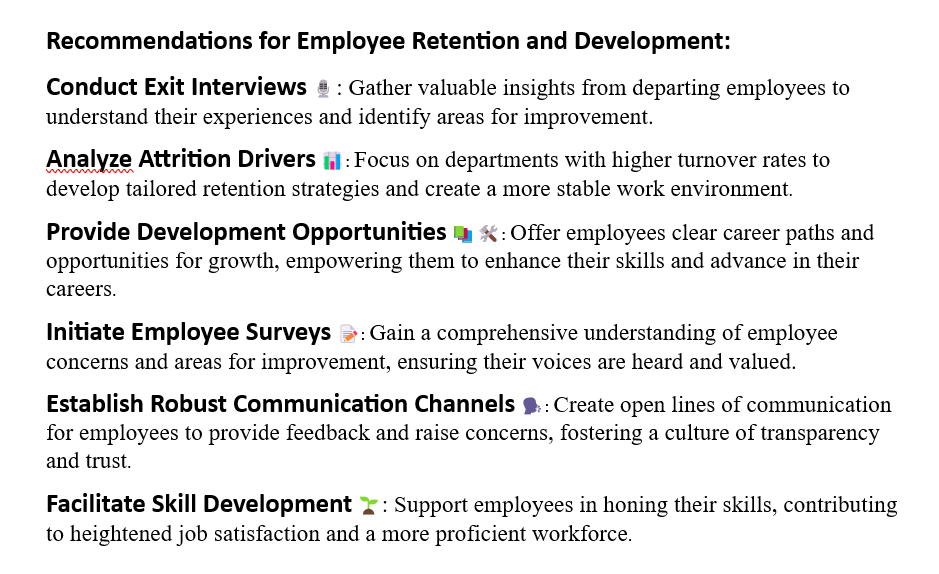 Recommendations for Employee Retention and Development:
Conduct Exit Interviews 🎙️: Gather valuable insights from departing employees to
understand their experiences and identify areas for improvement.
Analyze Attrition Drivers 📊: Focus on departments with higher turnover rates to
develop tailored retention strategies and create a more stable work environment.
Provide Development Opportunities 📚 🛠️: Offer employees clear career paths and
opportunities for growth, empowering them to enhance their skills and advance in their
careers.
Initiate Employee Surveys 📝: Gain a comprehensive understanding of employee
concerns and areas for improvement, ensuring their voices are heard and valued.
Establish Robust Communication Channels 🗣️: Create open lines of communication
for employees to provide feedback and raise concerns, fostering a culture of transparency
and trust.
Facilitate Skill Development 🌱: Support employees in honing their skills, contributing
to heightened job satisfaction and a more proficient workforce.